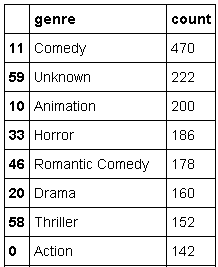 genre count
11 Comedy 470
59 Unknown 222
10 Animation 200
33 Horror 186
46 Romantic Comedy 178
20 Drama 160
58 Thriller 152
0 Action 142